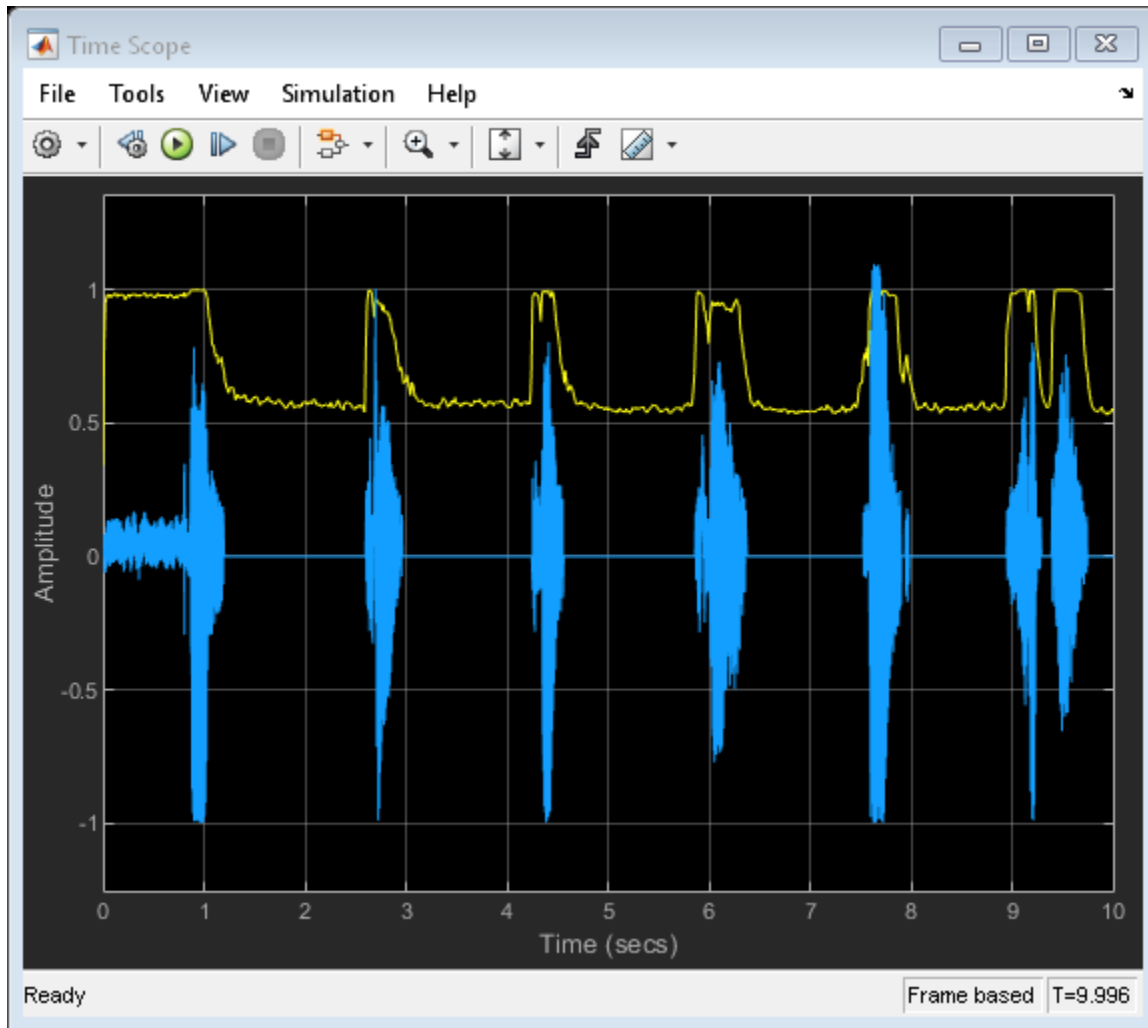 Time Scope
File Tools View Simulation Help
1
0.5
0
-0.5
-1
Amplitude
0 1 2 3 4 5 6 7 8 9 10
Time (secs)
Ready Frame based T=9.996